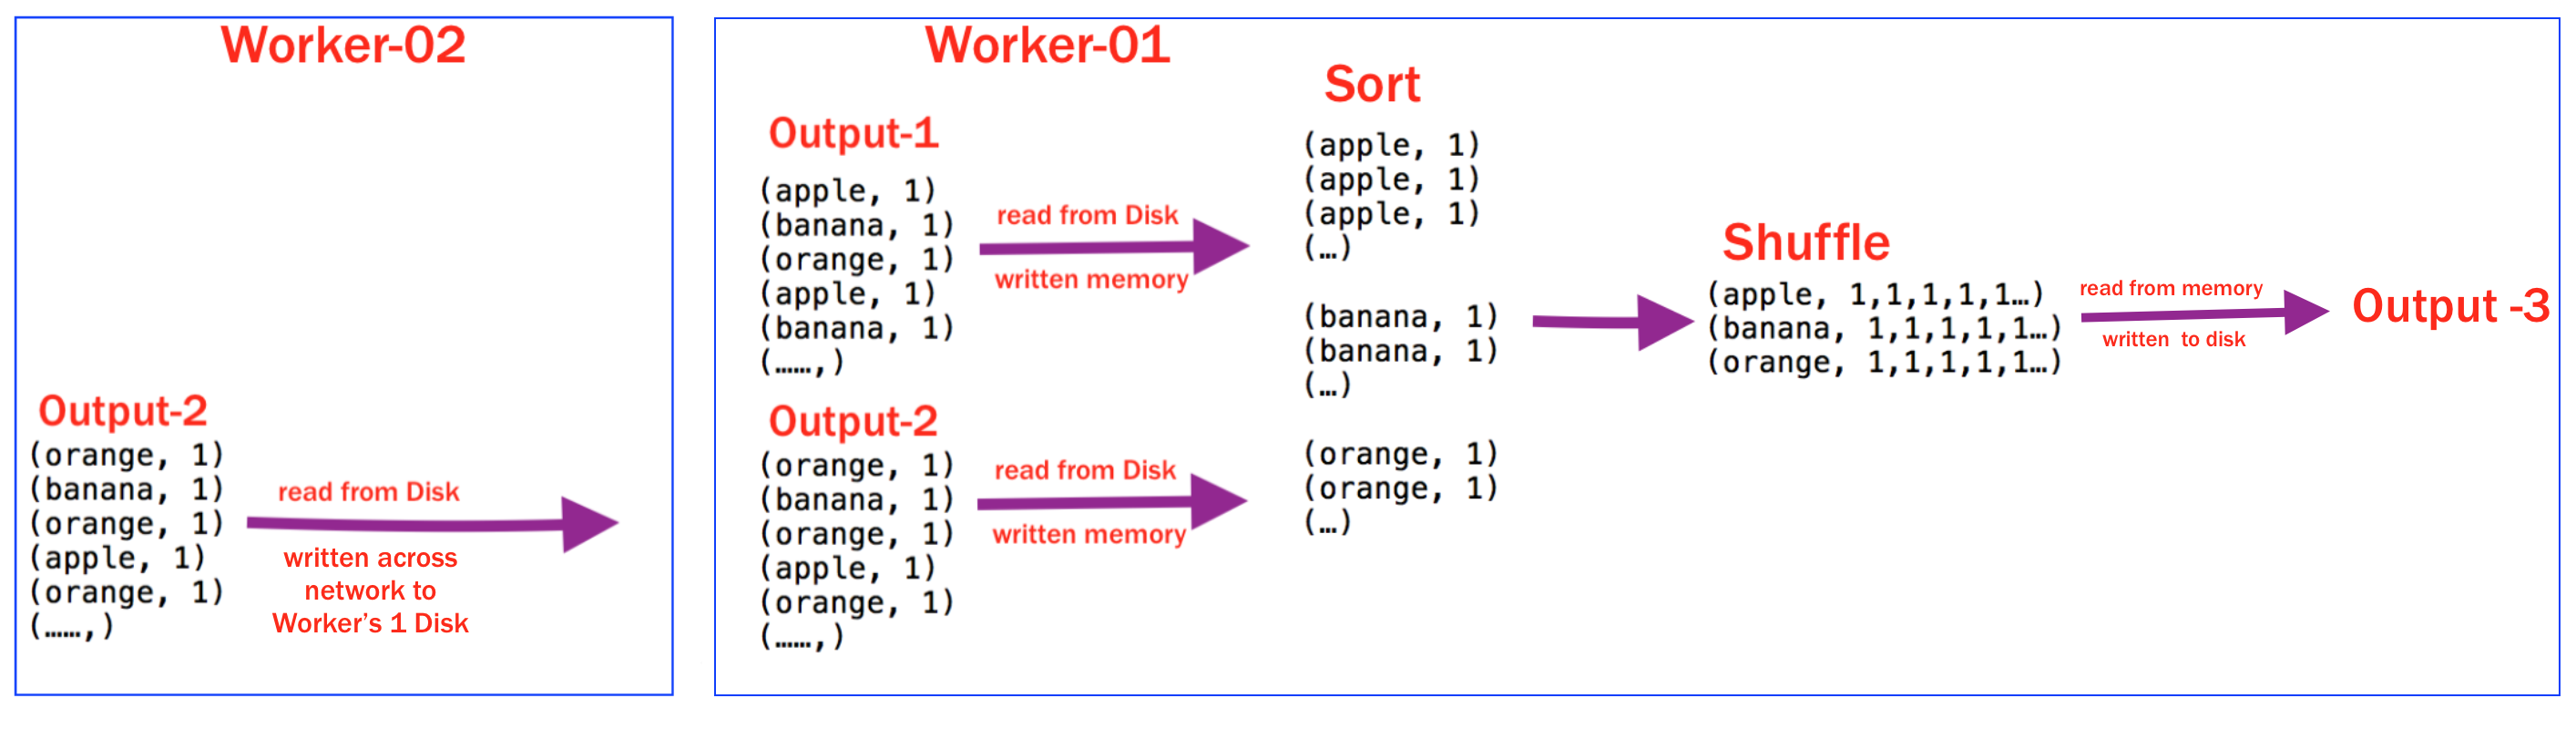 Worker-02
Output-2
(orange, 1)
(banana, 1)
(orange, 1)
(apple, 1)
(orange, 1)
(……,)
read from Disk
written across
network to
Worker's 1 Disk
Worker-01
Output-1
(apple, 1)
(banana, 1)
(orange, 1)
(apple, 1)
(banana, 1)
(……,)
read from Disk
written memory
Output-2
(orange, 1)
(banana, 1)
(orange, 1)
(apple, 1)
(orange, 1)
(……,)
read from Disk
written memory
Sort
(apple, 1)
(apple, 1)
(apple, 1)
(…)
(banana, 1)
(banana, 1)
(…)
(orange, 1)
(orange, 1)
(…)
Shuffle
(apple, 1,1,1,1,1…)
(banana, 1,1,1,1,1…)
(orange, 1,1,1,1,1…)
read from memory
written to disk
Output -3